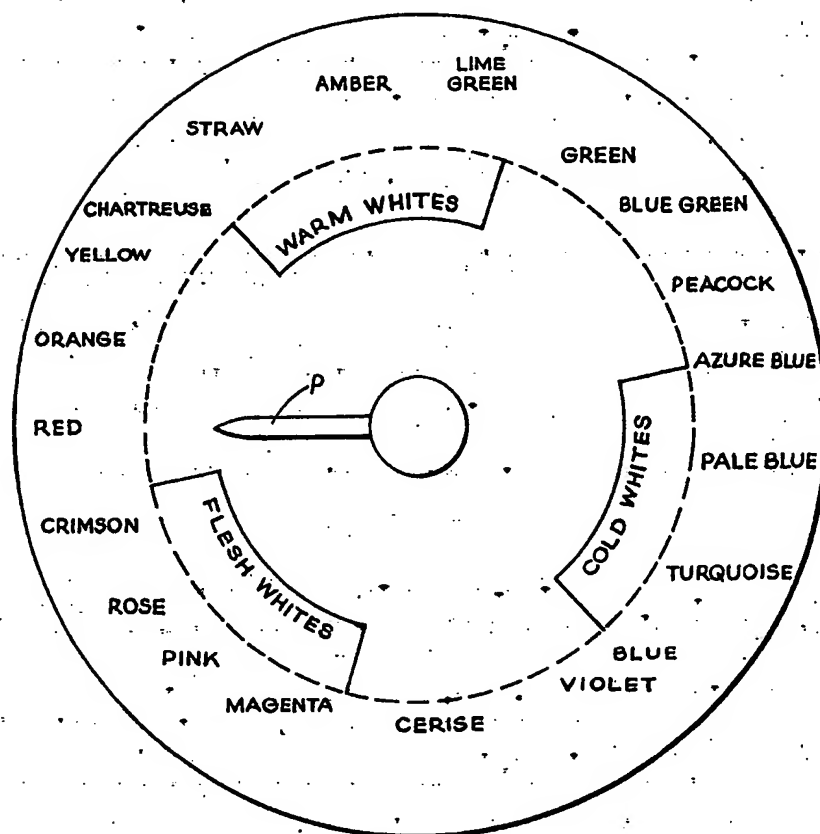 AMBER
LIME
GREEN
STRAW
GREEN
CHARTREUSE
BLUE GREEN
WARM WHITES
YELLOW
PEACOCK
ORANGE
AZURE BLUE
P
RED
PALE BLUE
COLD WHITES
CRIMSON
FLESH WHITES
TURQUOISE
ROSE
PINK
BLUE
VIOLET
MAGENTA
CERISE